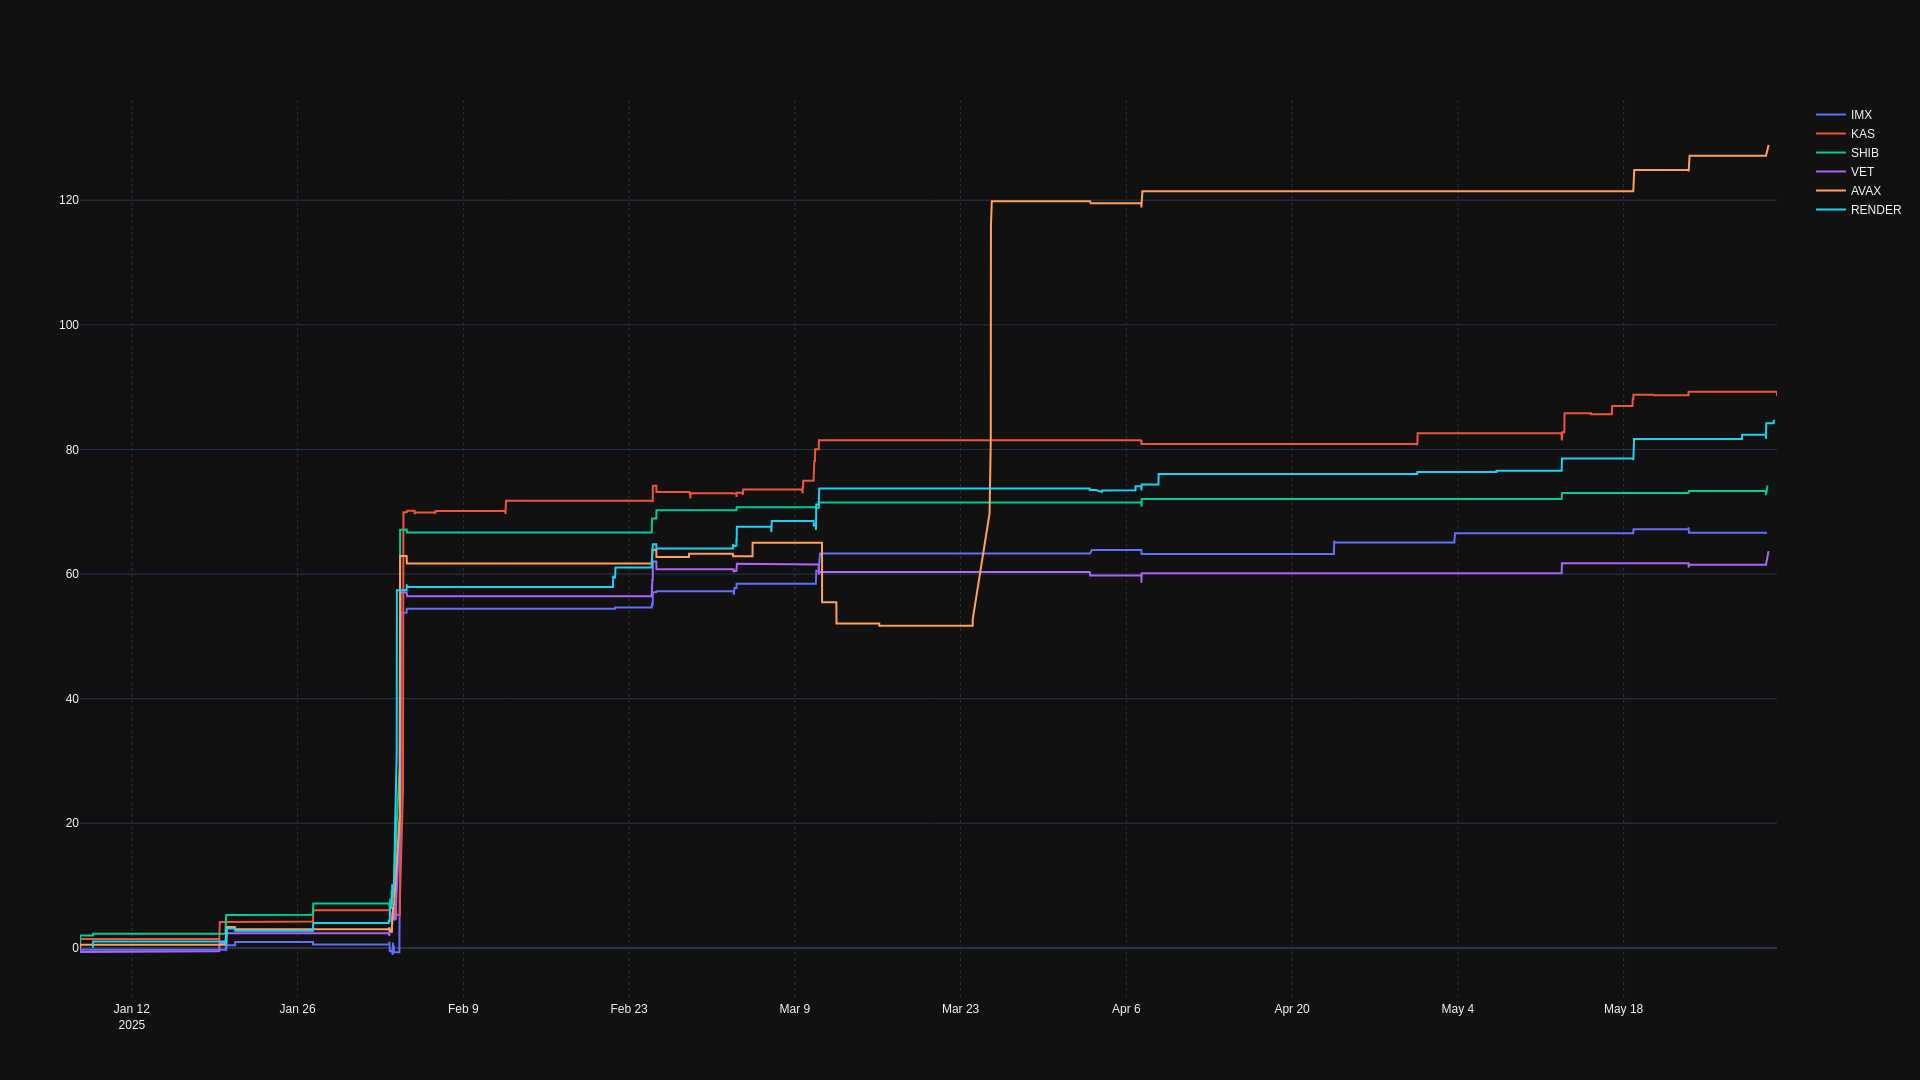 IMX
KAS
SHIB
VET
AVAX
RENDER
120
100
80
60
40
20
0
Jan 12
2025
Jan 26
Feb 9
Feb 23
Mar 9
Mar 23
Apr 6
Apr 20
May 4
May 18